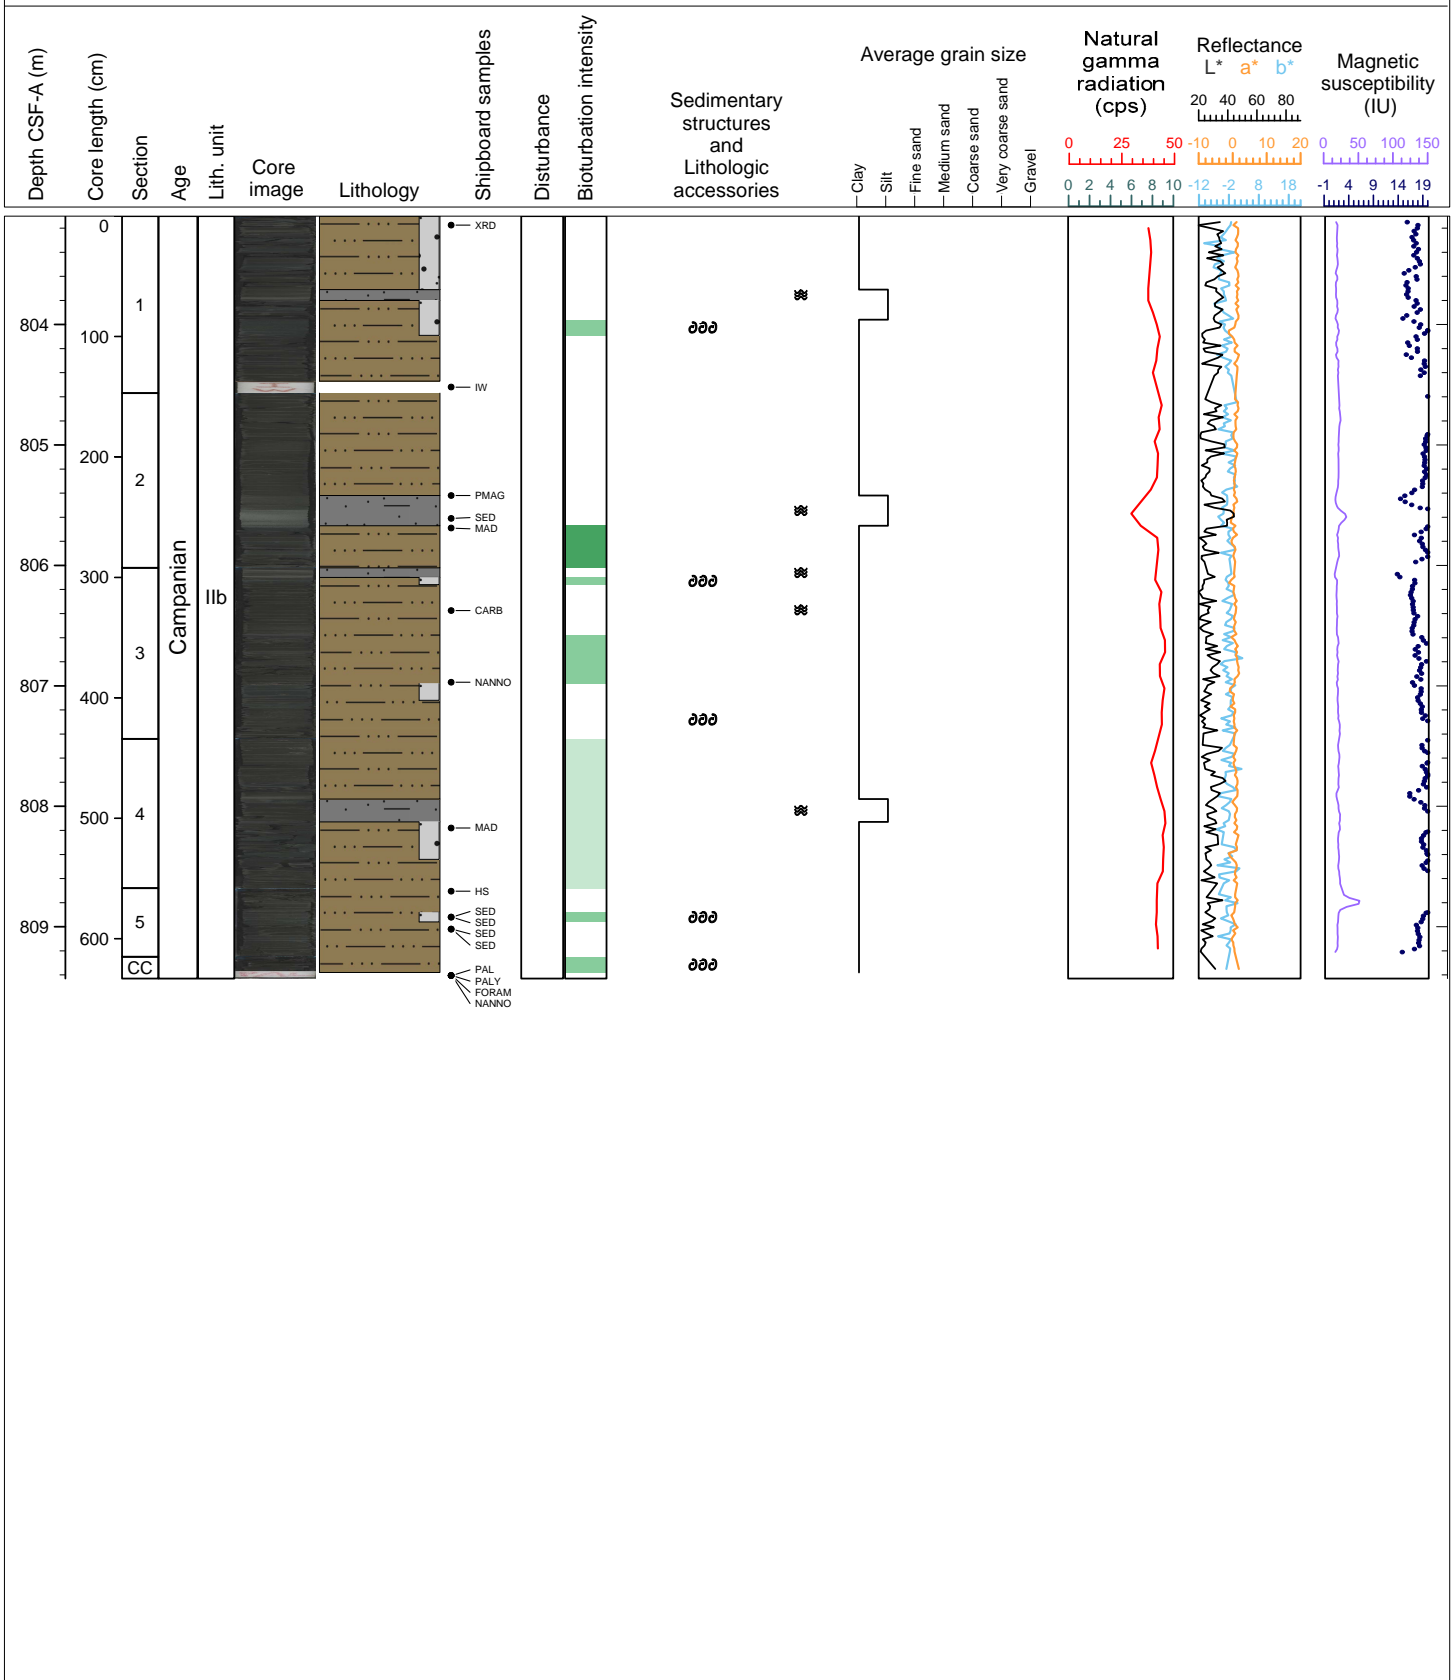 Depth CSF-A (m)
Core length (cm)
Section
Age
Lith. unit
Core
image
Lithology
Shipboard samples
Disturbance
Bioturbation intensity
Sedimentary
structures
and
Lithologic
accessories
Average grain size
Clay
Silt
Fine sand
Medium sand
Coarse sand
Very coarse sand
Gravel
Natural
gamma
radiation
(cps)
0 25 50
0 2 4 6 8 10
Reflectance
L* a* b*
20 40 60 80
-10 0 10 20
-12 -2 8 18
Magnetic
susceptibility
(IU)
0 50 100 150
-1 4 9 14 19
804
805
806
807
808
809
0
100
200
300
400
500
600
1
2
3
4
5
CC
Campanian
IIb
XRD
IW
PMAG
SED
MAD
CARB
NANNO
MAD
HS
SED
SED
SED
SED
PAL
PALY
FORAM
NANNO